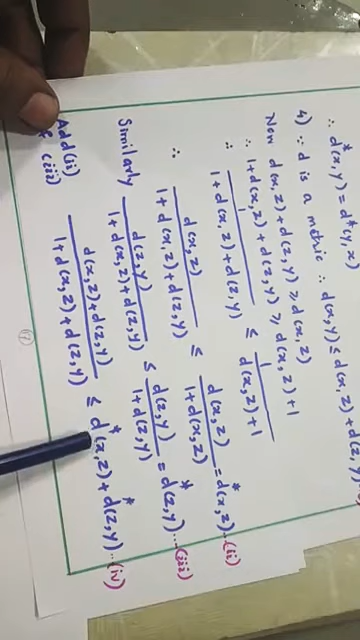 ∴ d*(x,y) = d*(y,x)
4) ∵ d is a metric ∴ d(x,y) ≤ d(x,z) + d(z,y)
Now d(x,z) + d(z,y) ≥ d(x,z)
∴ 1 + d(x,z) + d(z,y) ≥ d(x,z) + 1
∴ 1/(1 + d(x,z) + d(z,y)) ≤ 1/(d(x,z) + 1)
∴ d(x,z)/(1 + d(x,z) + d(z,y)) ≤ d(x,z)/(1 + d(x,z)) = d*(x,z) ...(ii)
Similarly d(z,y)/(1 + d(x,z) + d(z,y)) ≤ d(z,y)/(1 + d(z,y)) = d*(z,y) ...(iii)
Add (ii) & (iii)
(d(x,z) + d(z,y))/(1 + d(x,z) + d(z,y)) ≤ d*(x,z) + d*(z,y) ...(iv)